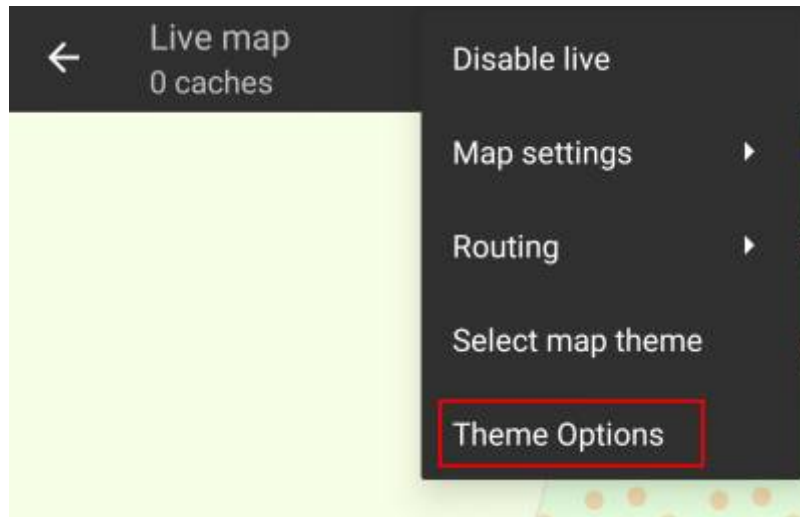 Live map
0 caches
Disable live
Map settings
Routing
Select map theme
Theme Options